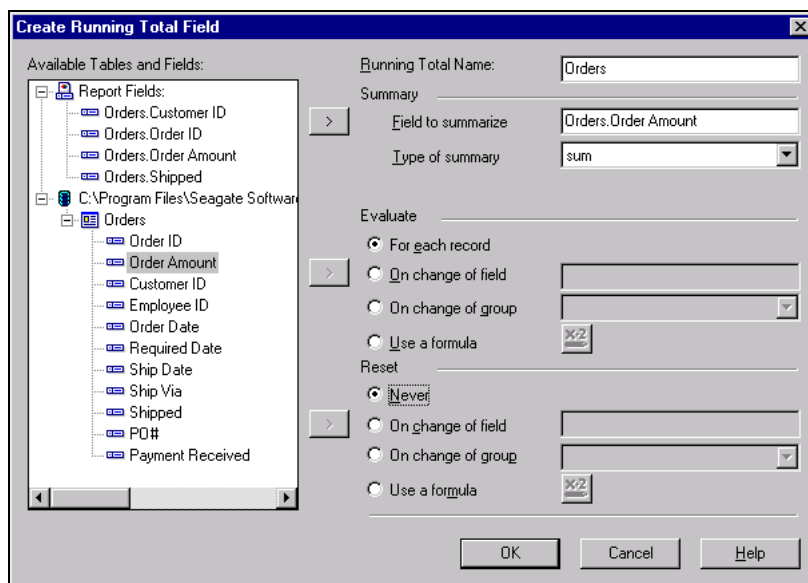 Create Running Total Field
Available Tables and Fields:
Report Fields:
Orders.Customer ID
Orders.Order ID
Orders.Order Amount
Orders.Shipped
C:\Program Files\Seagate Softwar
Orders
Order ID
Order Amount
Customer ID
Employee ID
Order Date
Required Date
Ship Date
Ship Via
Shipped
PO#
Payment Received
Running Total Name: Orders
Summary
> Field to summarize Orders.Order Amount
Type of summary sum
Evaluate
For each record
> On change of field
On change of group
Use a formula x·2
Reset
Never
> On change of field
On change of group
Use a formula x·2
OK Cancel Help